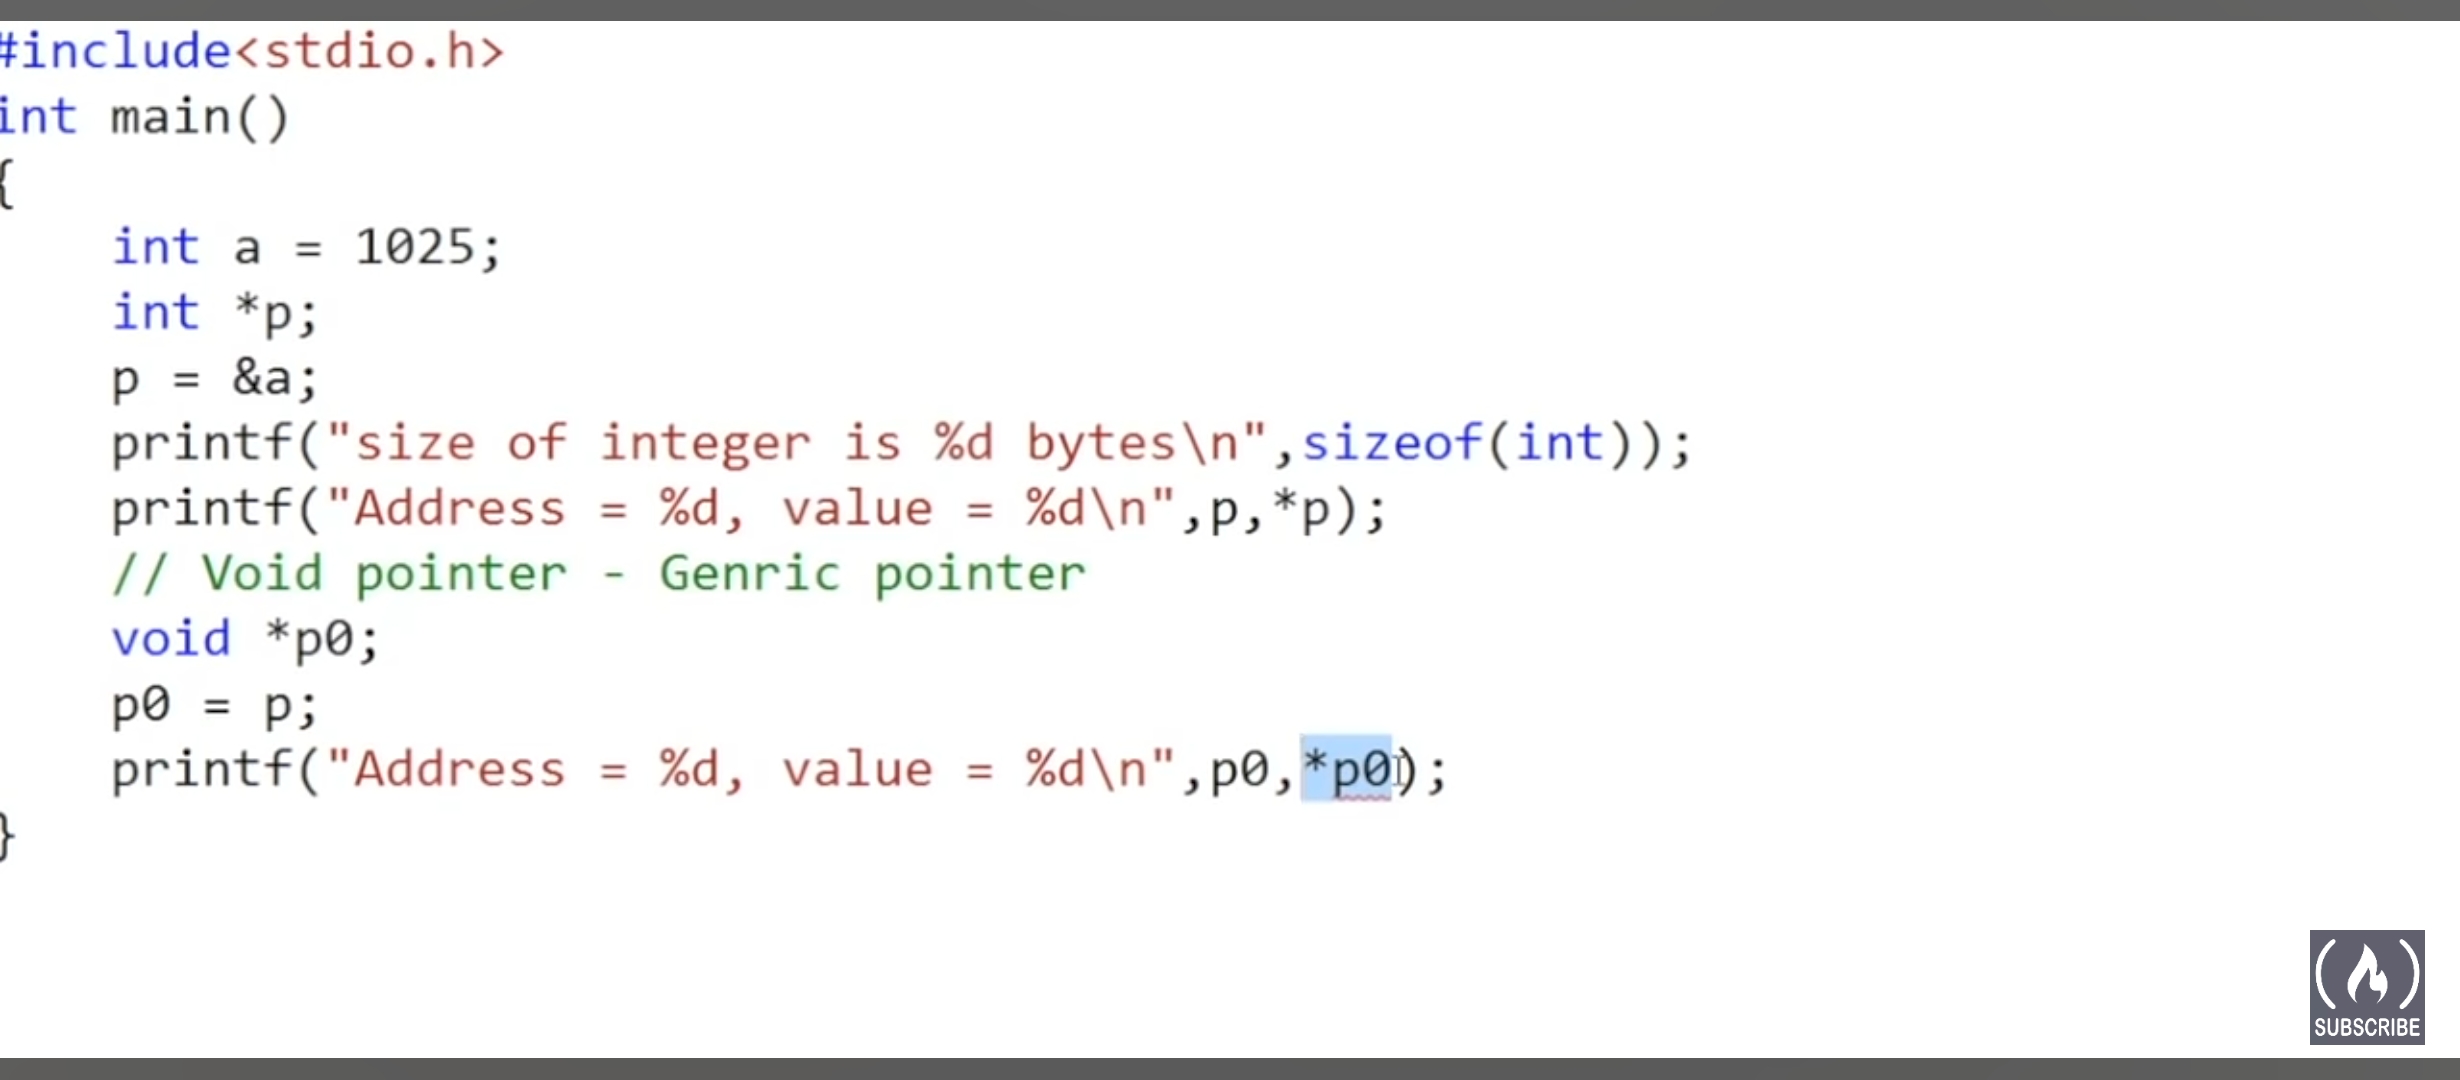 #include<stdio.h>
int main()
{
    int a = 1025;
    int *p;
    p = &a;
    printf("size of integer is %d bytes\n",sizeof(int));
    printf("Address = %d, value = %d\n",p,*p);
    // Void pointer - Genric pointer
    void *p0;
    p0 = p;
    printf("Address = %d, value = %d\n",p0,*p0);
}
SUBSCRIBE